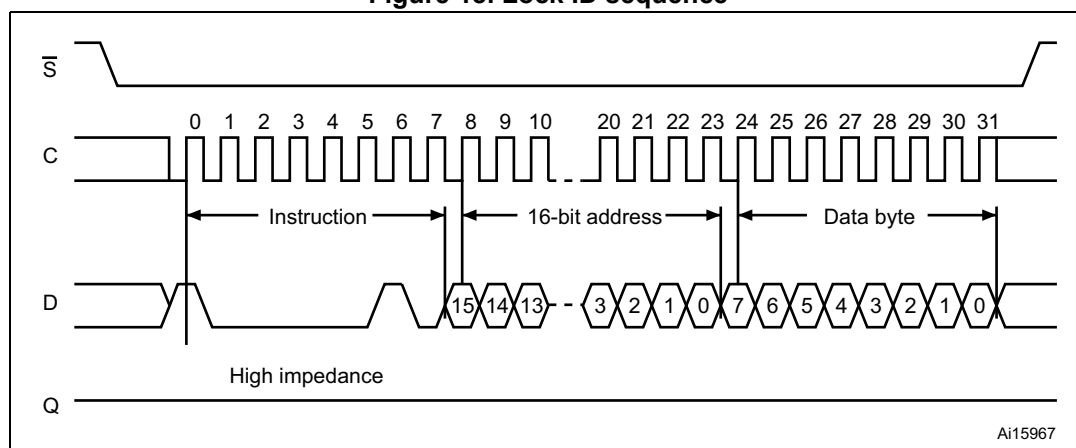 S
0 1 2 3 4 5 6 7 8 9 10 20 21 22 23 24 25 26 27 28 29 30 31
C
Instruction 16-bit address Data byte
D 15 14 13 3 2 1 0 7 6 5 4 3 2 1 0
High impedance
Q
Ai15967